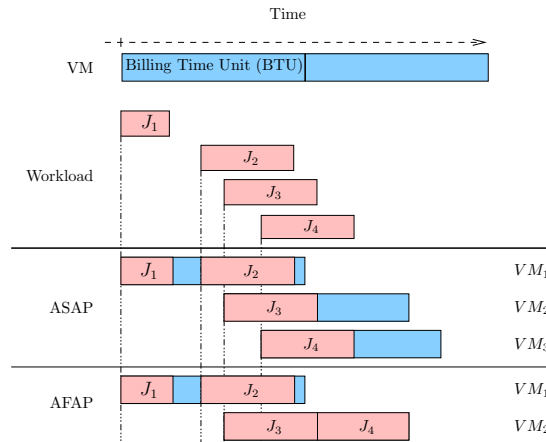 Time
VM
Billing Time Unit (BTU)
J1
J2
Workload
J3
J4
J1
J2
VM1
ASAP
J3
VM2
J4
VM3
J1
J2
VM1
AFAP
J3
J4
VM2